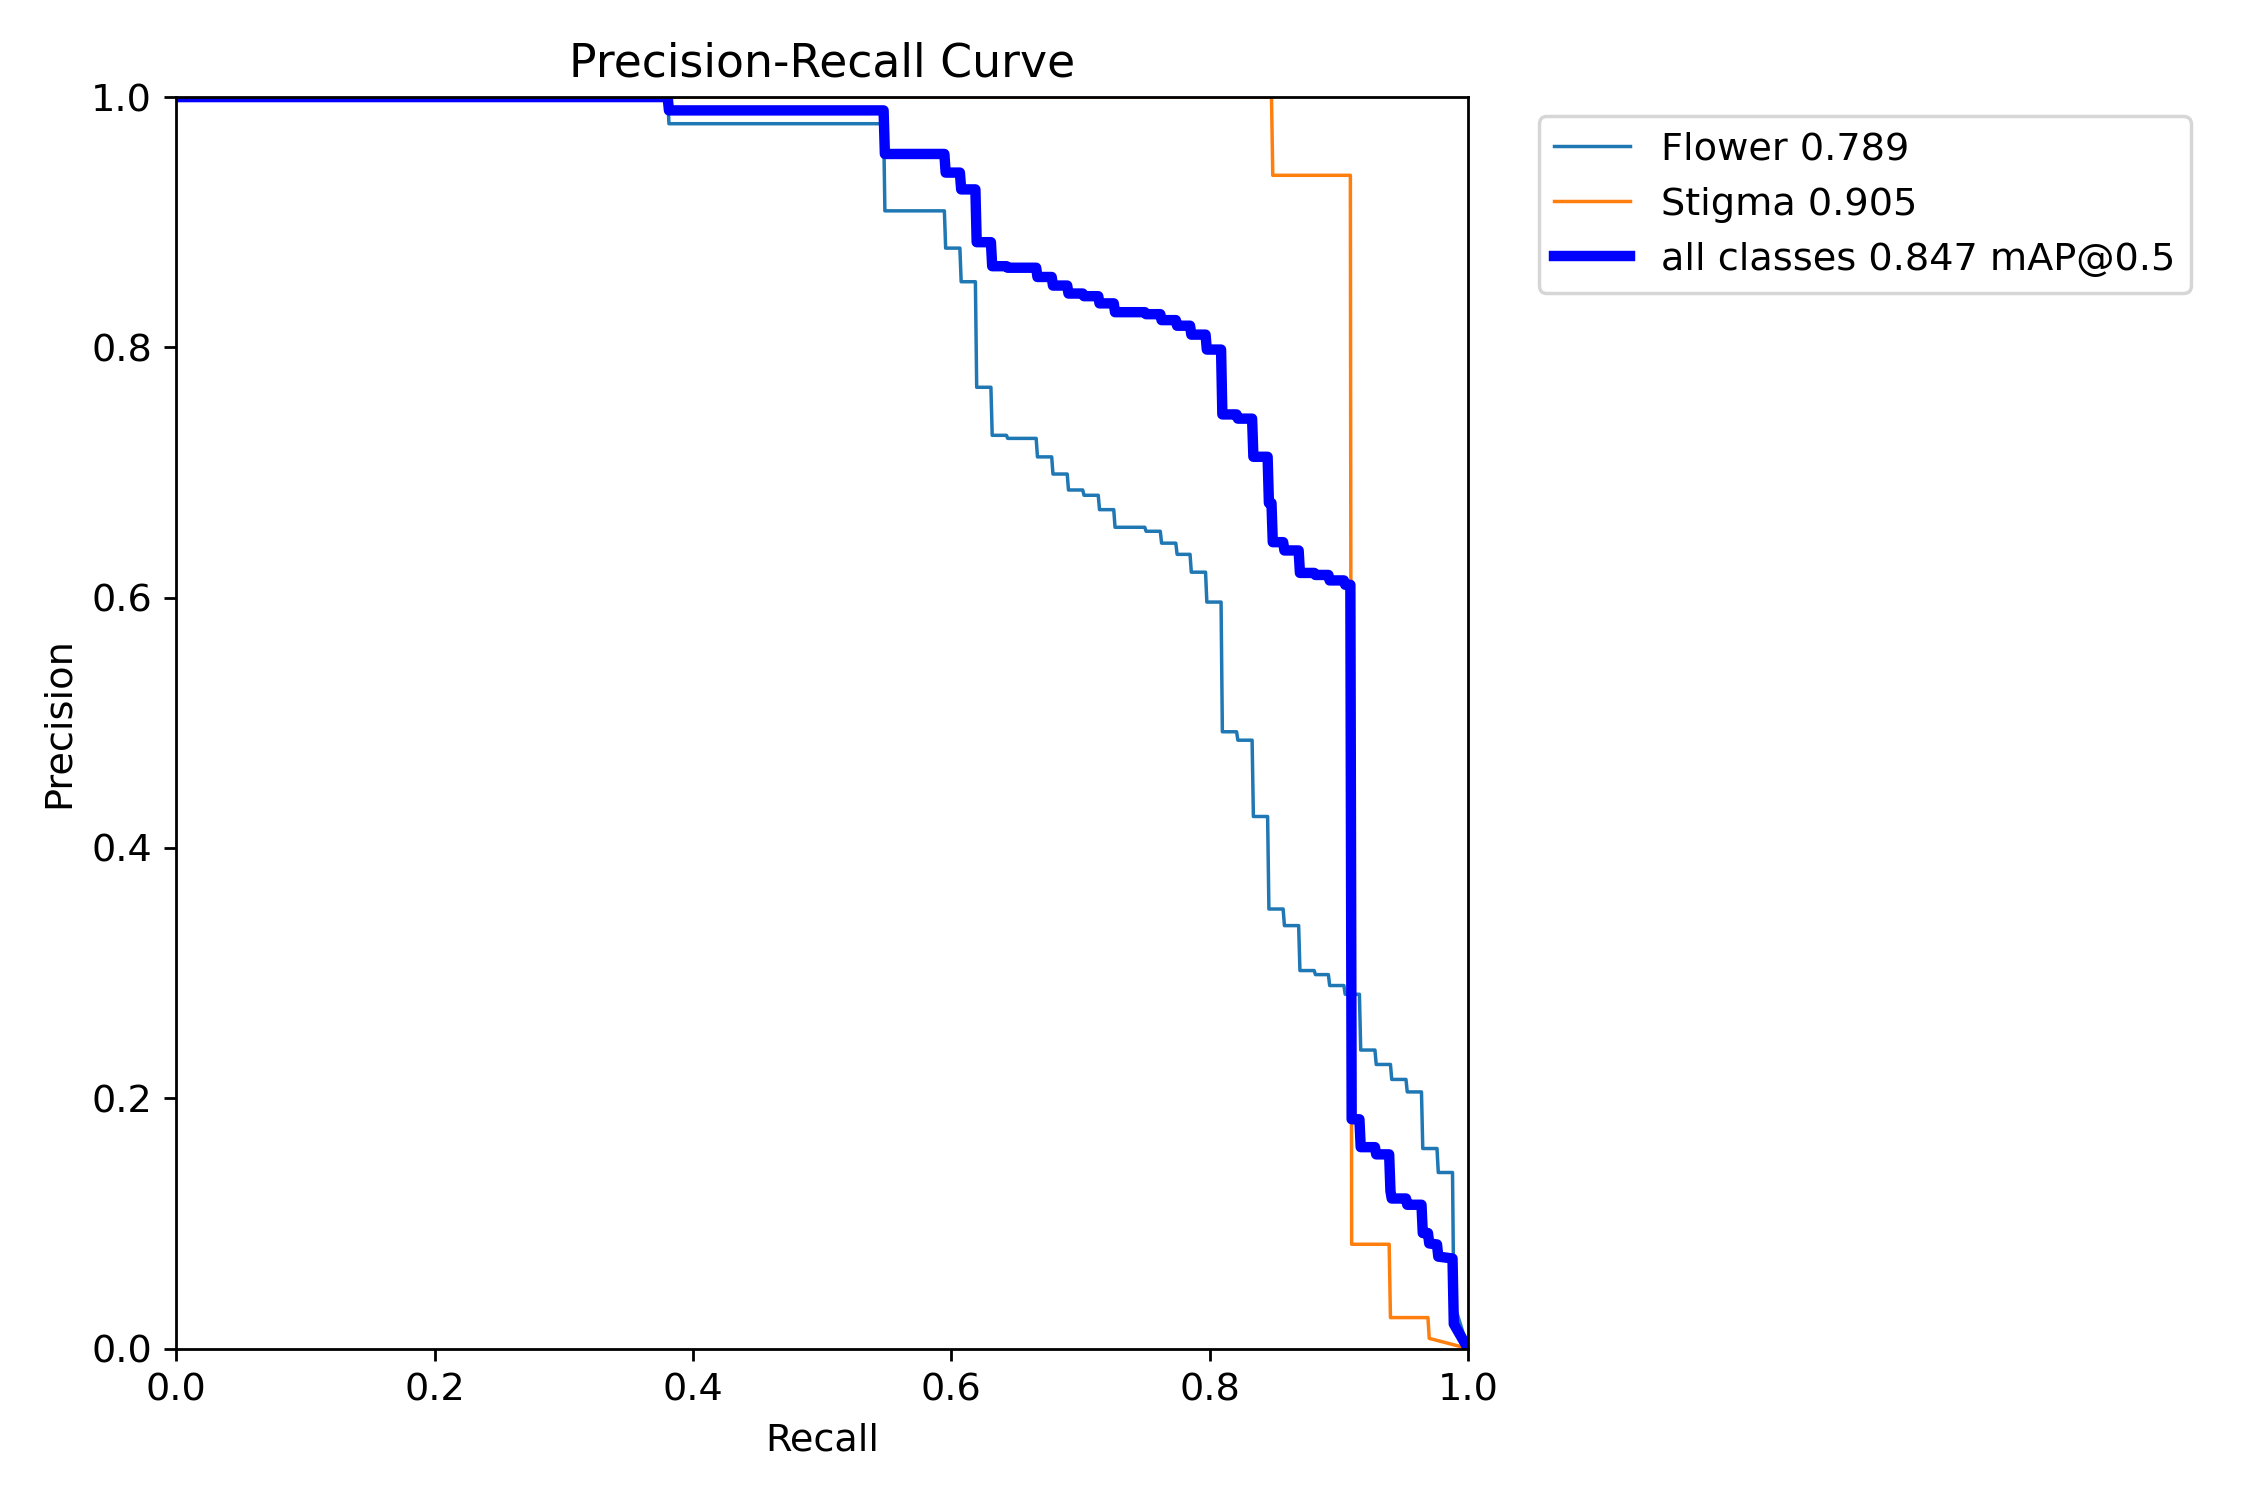 Precision-Recall Curve
1.0
0.8
0.6
0.4
0.2
0.0
Precision
0.0 0.2 0.4 0.6 0.8 1.0
Recall
Flower 0.789
Stigma 0.905
all classes 0.847 mAP@0.5